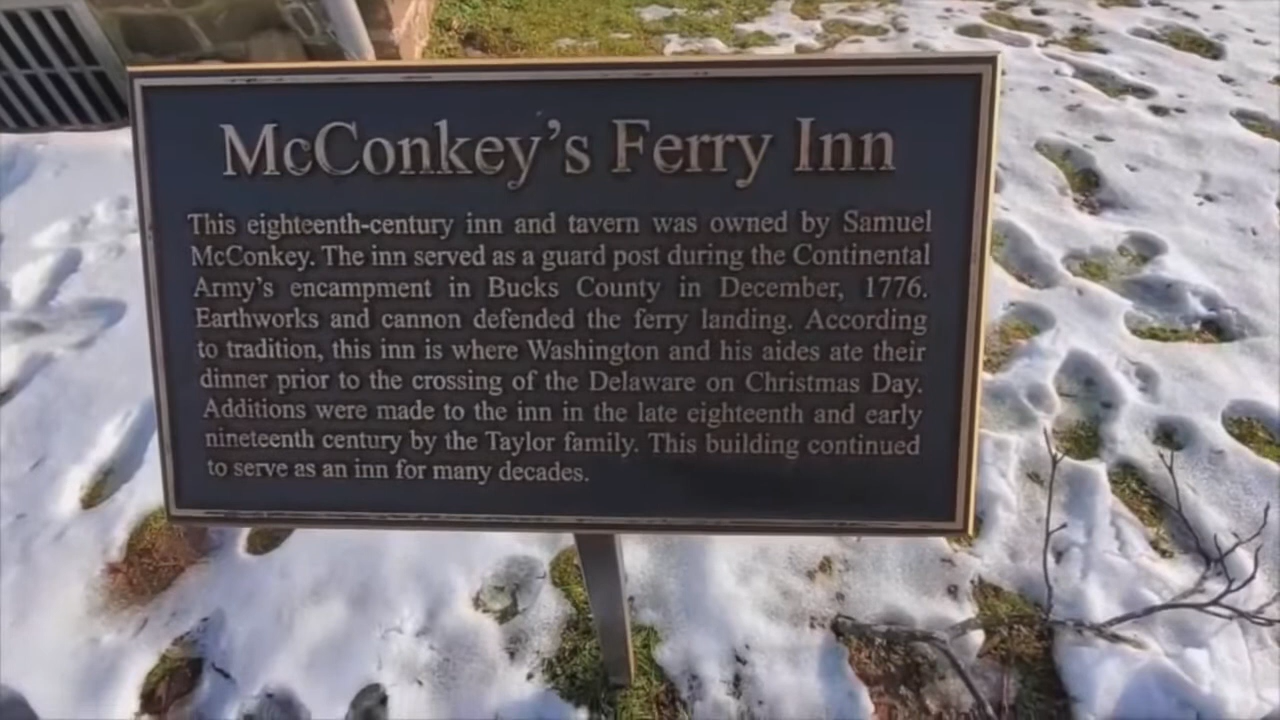 McConkey's Ferry Inn
This eighteenth-century inn and tavern was owned by Samuel
McConkey. The inn served as a guard post during the Continental
Army's encampment in Bucks County in December, 1776.
Earthworks and cannon defended the ferry landing. According
to tradition, this inn is where Washington and his aides ate their
dinner prior to the crossing of the Delaware on Christmas Day.
Additions were made to the inn in the late eighteenth and early
nineteenth century by the Taylor family. This building continued
to serve as an inn for many decades.